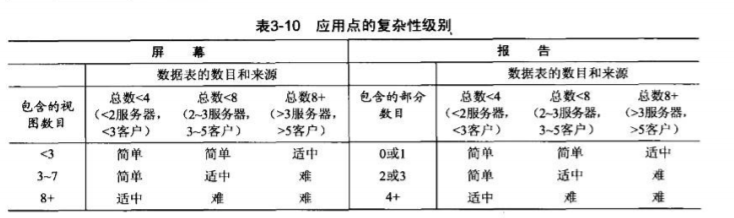 表3-10 应用点的复杂性级别
屏 幕 报 告
数据表的数目和来源 数据表的数目和来源
包含的视图数目 总数<4(<2服务器,<3客户) 总数<8(2~3服务器,3~5客户) 总数8+(>3服务器,>5客户) 包含的部分数目 总数<4(<2服务器,<3客户) 总数<8(2~3服务器,3~5客户) 总数8+(>3服务器,>5客户)
<3 简单 简单 适中 0或1 简单 简单 适中
3~7 简单 适中 难 2或3 简单 适中 难
8+ 适中 难 难 4+ 适中 难 难